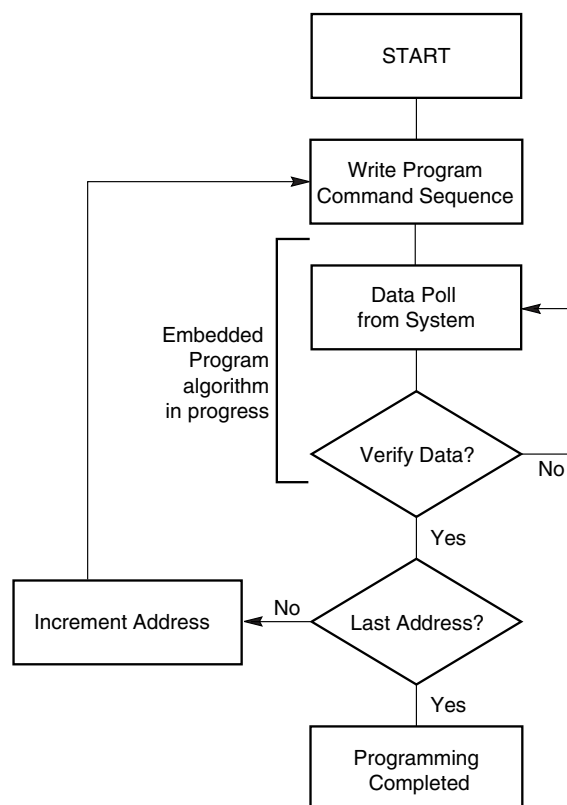 START
Write Program
Command Sequence
Data Poll
from System
Embedded
Program
algorithm
in progress
Verify Data?
No
Yes
Increment Address
No
Last Address?
Yes
Programming
Completed